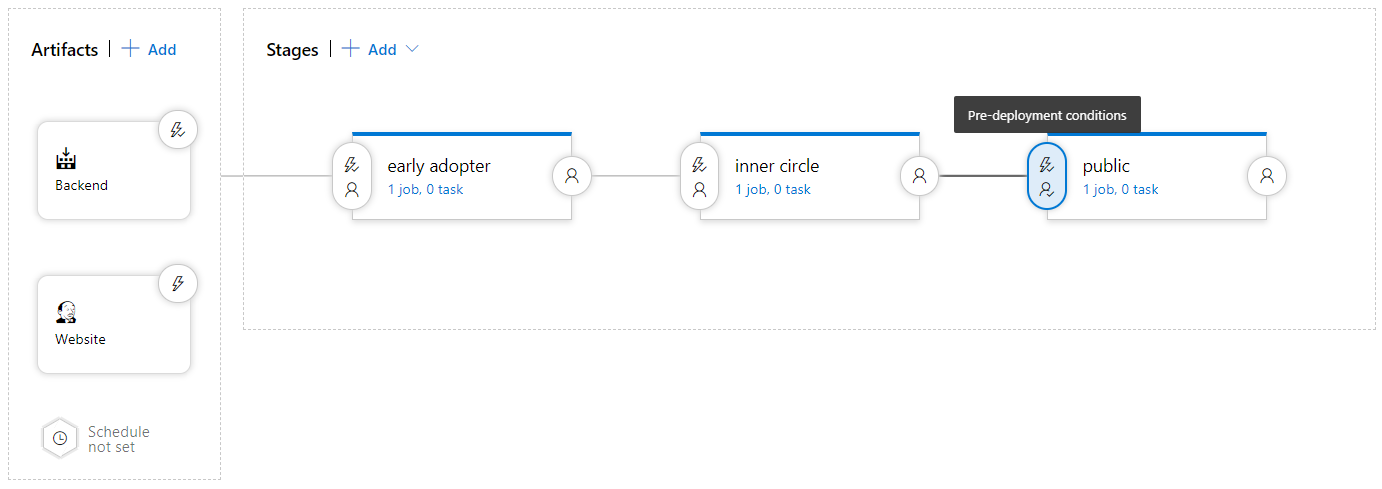 Artifacts | + Add
Stages | + Add
Pre-deployment conditions
Backend
early adopter
1 job, 0 task
inner circle
1 job, 0 task
public
1 job, 0 task
Website
Schedule
not set